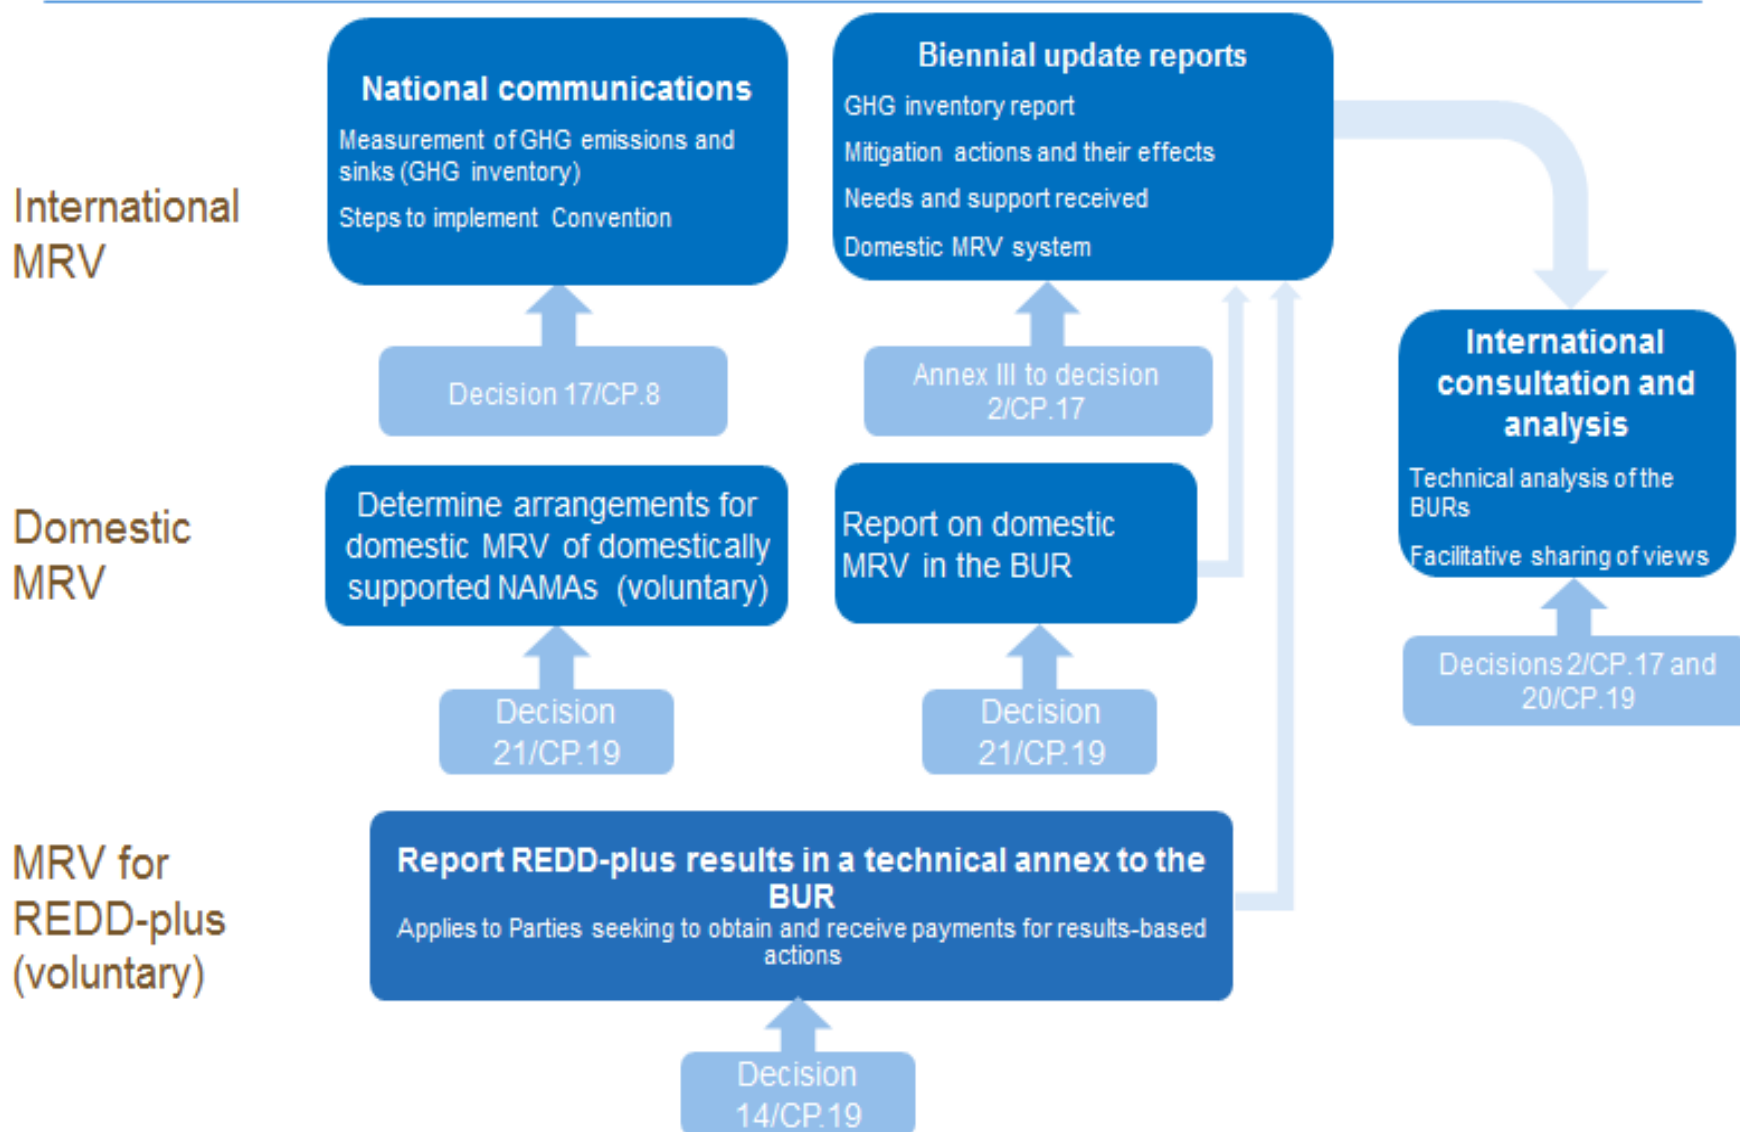 International
MRV
National communications
Measurement of GHG emissions and
sinks (GHG inventory)
Steps to implement Convention
Biennial update reports
GHG inventory report
Mitigation actions and their effects
Needs and support received
Domestic MRV system
Decision 17/CP.8
Annex III to decision
2/CP.17
International
consultation and
analysis
Technical analysis of the
BURs
Facilitative sharing of views
Decisions 2/CP.17 and
20/CP.19
Domestic
MRV
Determine arrangements for
domestic MRV of domestically
supported NAMAs (voluntary)
Report on domestic
MRV in the BUR
Decision
21/CP.19
Decision
21/CP.19
MRV for
REDD-plus
(voluntary)
Report REDD-plus results in a technical annex to the
BUR
Applies to Parties seeking to obtain and receive payments for results-based
actions
Decision
14/CP.19